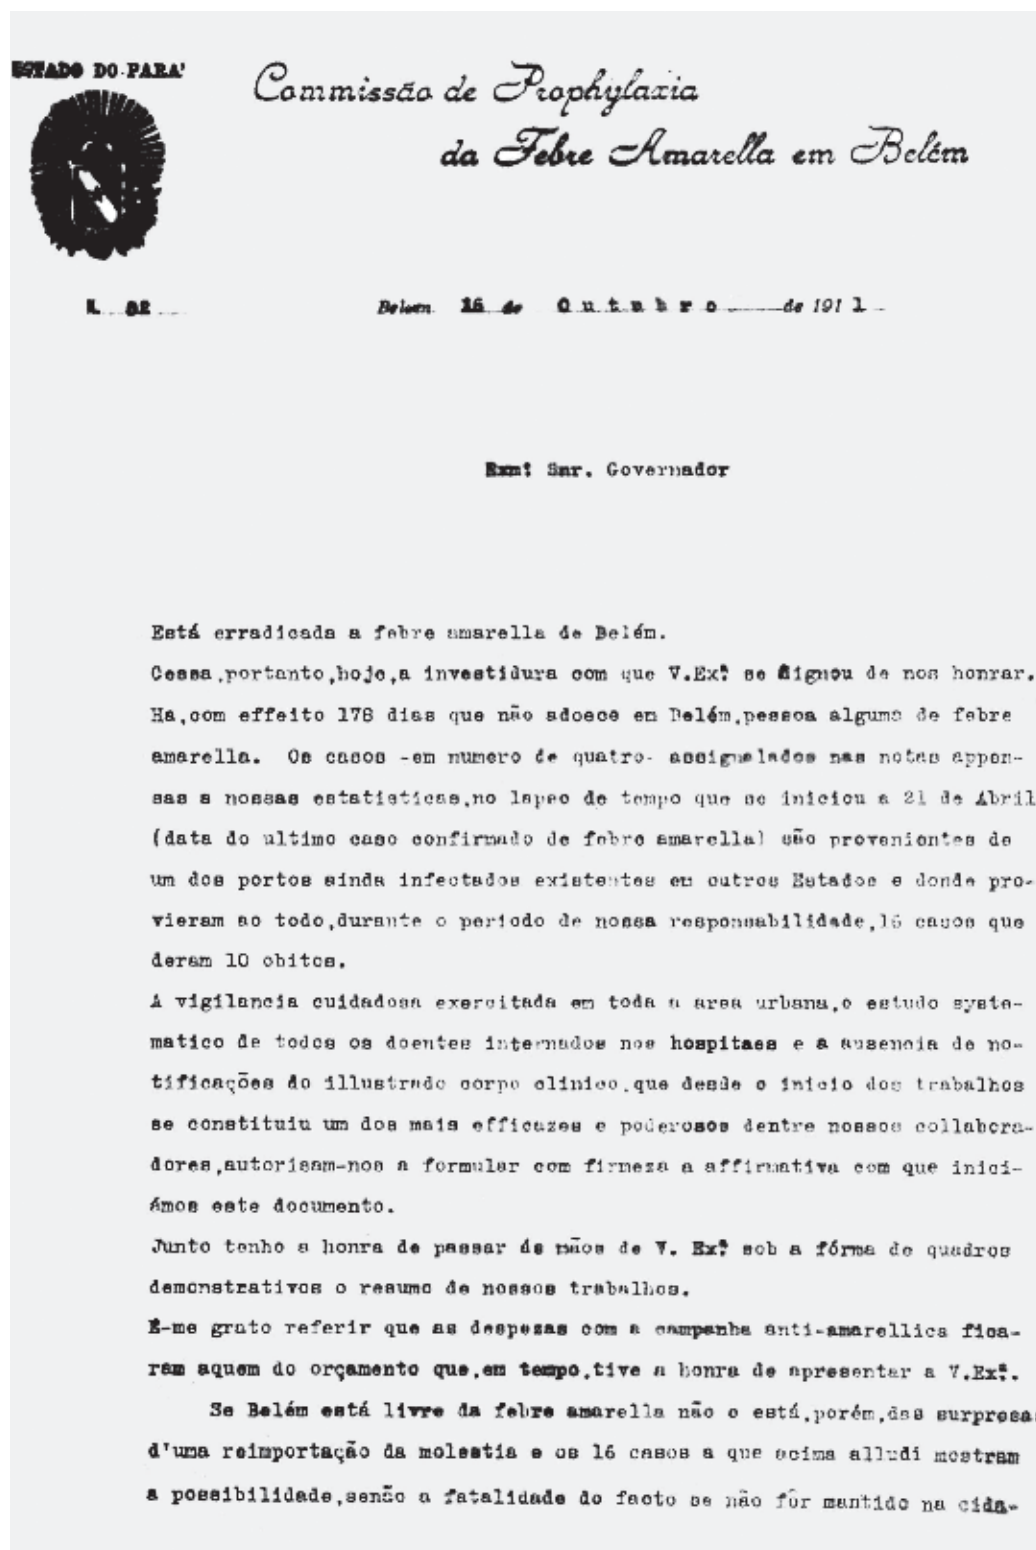 ESTADO DO PARA'
Commissão de Prophylaxia
da Febre Amarella em Belém
N. 82
Belem 16 de Outubro de 1911
Exmº Snr. Governador
Está erradicada a febre amarella de Belém.
Cessa,portanto,hoje,a investidura com que V.Exª se dignou de nos honrar.
Ha,com effeito 178 dias que não adoece em Belém,pessoa alguma de febre
amarella. Os casos -em numero de quatro- assignalados nas notas appen-
sas a nossas estatisticas,no lapso de tempo que se iniciou a 21 de Abril
(data do ultimo caso confirmado de febre amarella) são provenientes de
um dos portos ainda infectados existentes em outros Estados e donde pro-
vieram ao todo,durante o periodo de nossa responsabilidade,16 casos que
deram 10 obitos.
A vigilancia cuidadosa exercitada em toda a area urbana,o estudo syste-
matico de todos os doentes internados nos hospitaes e a ausencia de no-
tificações do illustrado corpo clinico,que desde o inicio dos trabalhos
se constituiu um dos mais efficazes e poderosos dentre nossos collabora-
dores,autorisam-nos a formular com firmeza a affirmativa com que inici-
ámos este documento.
Junto tenho a honra de passar ás mãos de V. Exª sob a fórma de quadros
demonstrativos o resumo de nossos trabalhos.
É-me grato referir que as despezas com a campanha anti-amarellica fica-
ram aquem do orçamento que,em tempo,tive a honra de apresentar a V.Exª.
Se Belém está livre da febre amarella não o está,porém,das surpresas
d'uma reimportação da molestia e os 16 casos a que acima alludi mostram
a possibilidade,senão a fatalidade do facto se não fôr mantido na cida-